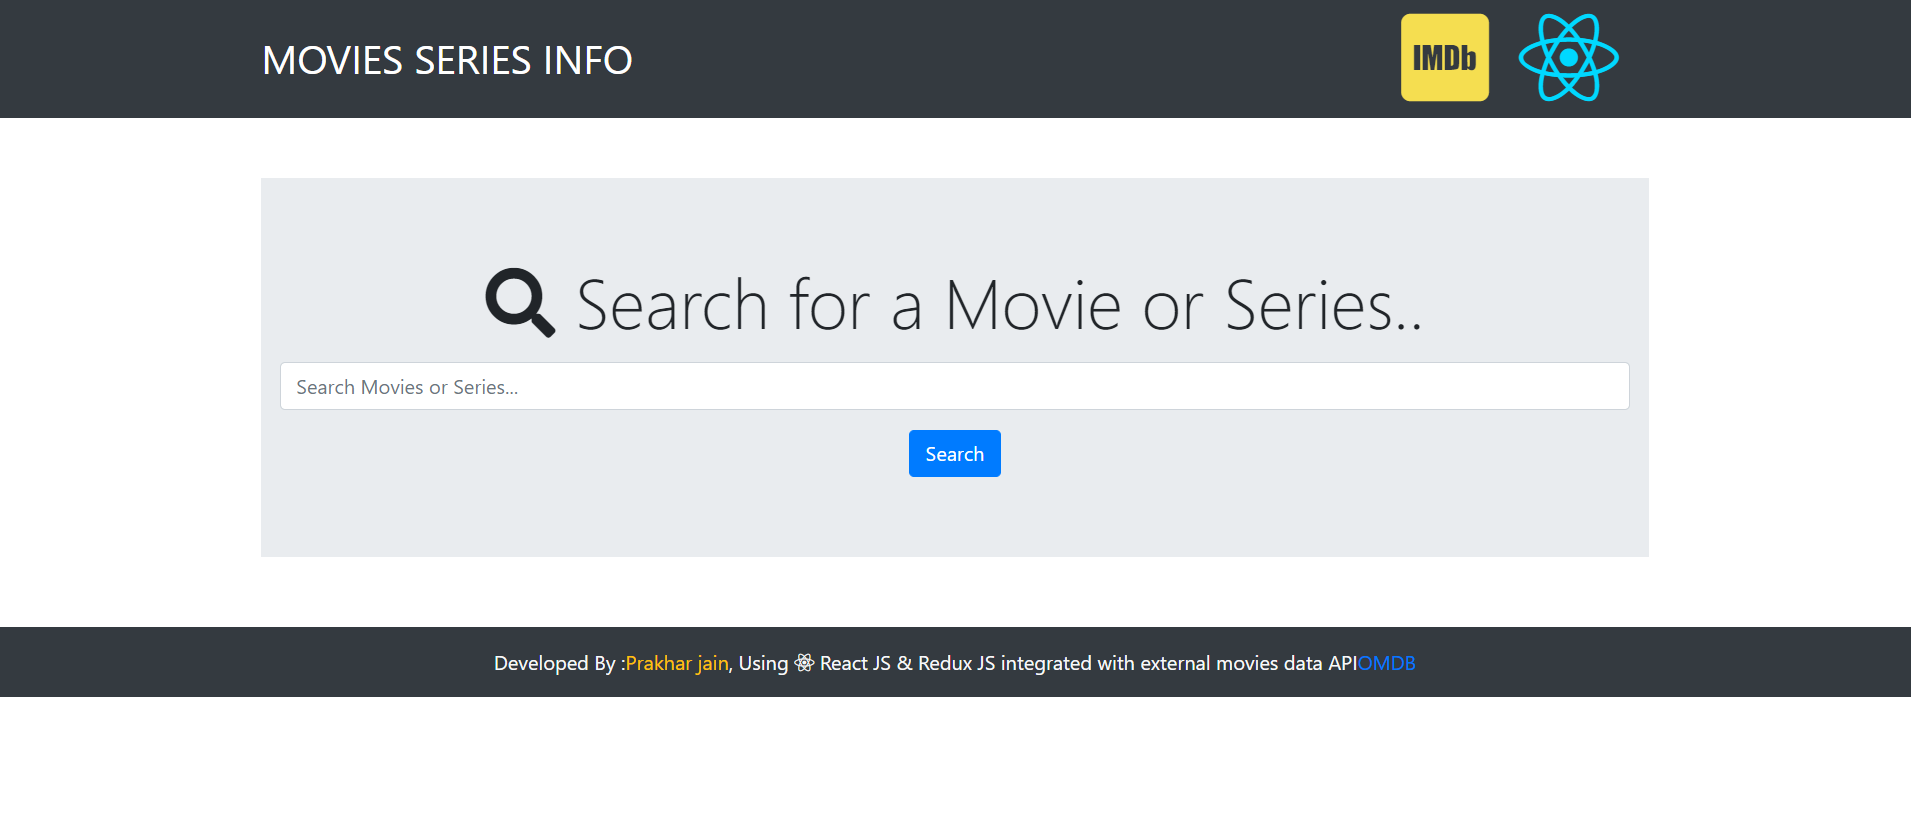 MOVIES SERIES INFO
IMDb
Search for a Movie or Series..
Search Movies or Series...
Search
Developed By :Prakhar jain, Using React JS & Redux JS integrated with external movies data APIOMDB